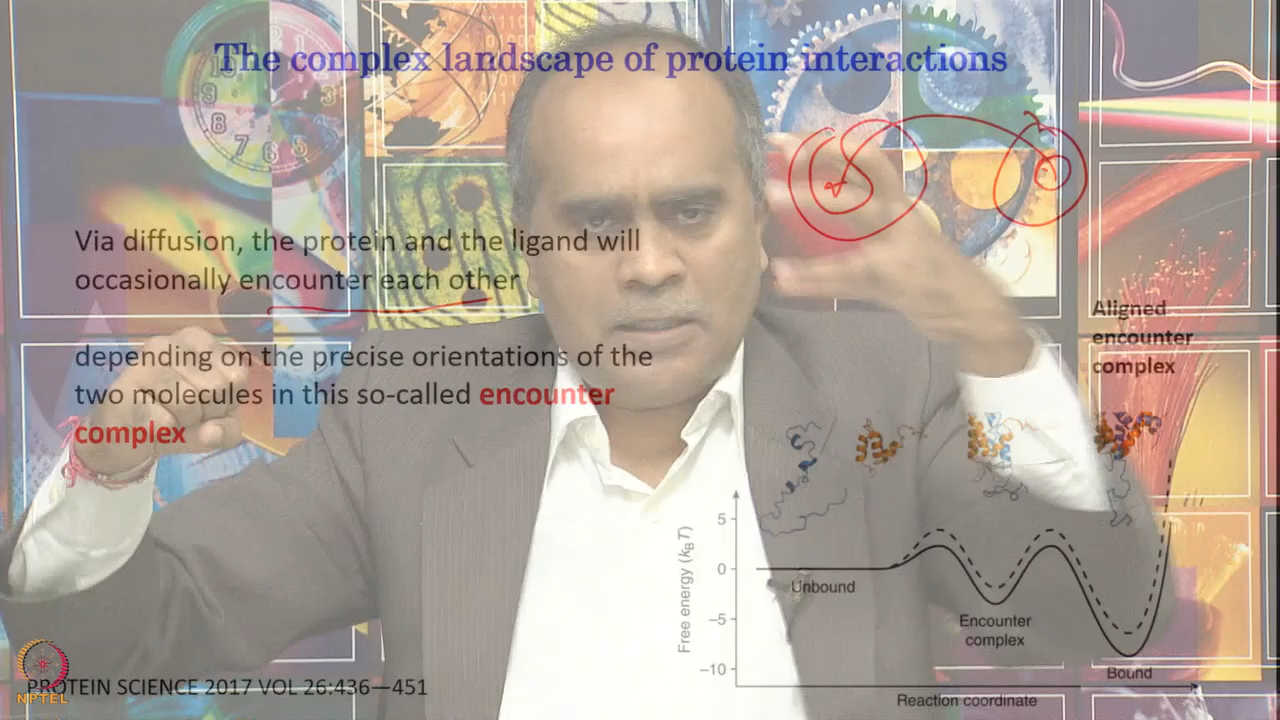 The complex landscape of protein interactions
Via diffusion, the protein and the ligand will
occasionally encounter each other
depending on the precise orientations of the
two molecules in this so-called encounter
complex
Aligned
encounter
complex
Free energy (kBT)
5
0
−5
−10
Unbound
Encounter
complex
Bound
Reaction coordinate
PROTEIN SCIENCE 2017 VOL 26:436—451
NPTEL